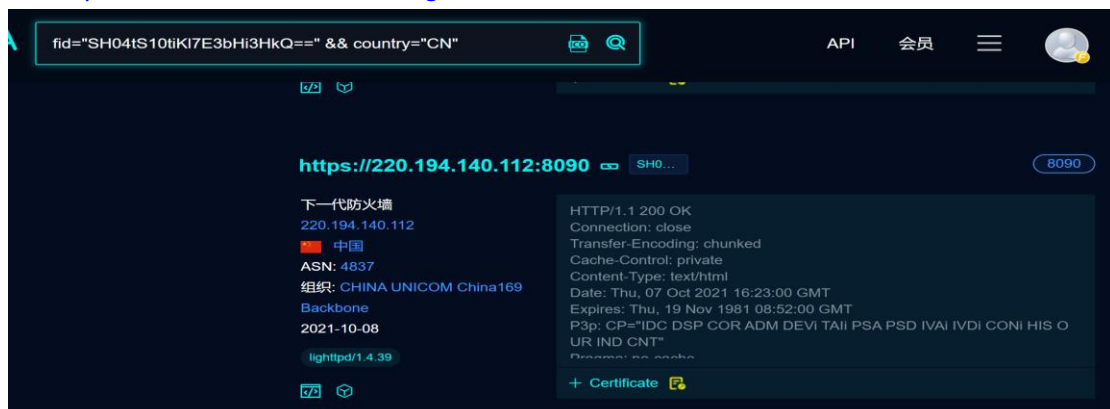 fid="SH04tS10tiKl7E3bHi3HkQ==" && country="CN"
API
会员
https://220.194.140.112:8090
SH0...
8090
下一代防火墙
220.194.140.112
中国
ASN: 4837
组织: CHINA UNICOM China169
Backbone
2021-10-08
lighttpd/1.4.39
HTTP/1.1 200 OK
Connection: close
Transfer-Encoding: chunked
Cache-Control: private
Content-Type: text/html
Date: Thu, 07 Oct 2021 16:23:00 GMT
Expires: Thu, 19 Nov 1981 08:52:00 GMT
P3p: CP="IDC DSP COR ADM DEVi TAIi PSA PSD IVAi IVDi CONi HIS O
UR IND CNT"
Pragma: no-cache
+ Certificate